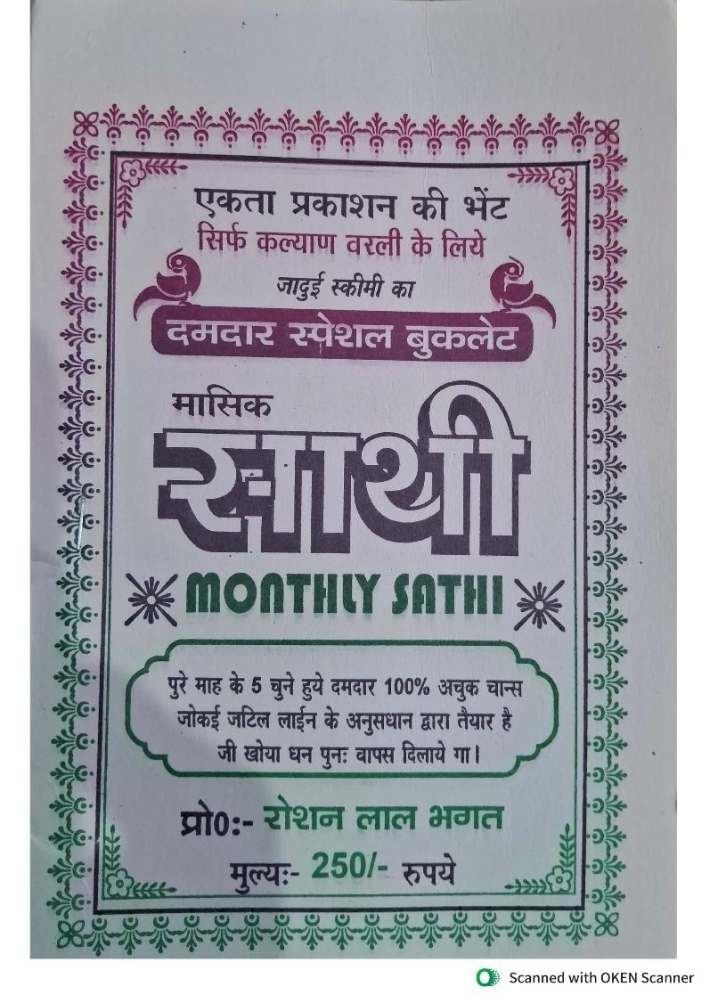 एकता प्रकाशन की भेंट
सिर्फ कल्याण वरली के लिये
जादुई स्कीमी का
दमदार स्पेशल बुकलेट
मासिक
साथी
MONTHLY SATHI
पुरे माह के 5 चुने हुये दमदार 100% अचुक चान्स
जोकई जटिल लाईन के अनुसधान द्वारा तैयार है
जी खोया धन पुनः वापस दिलाये गा।
प्रो0:- रोशन लाल भगत
मुल्यः- 250/- रुपये
Scanned with OKEN Scanner